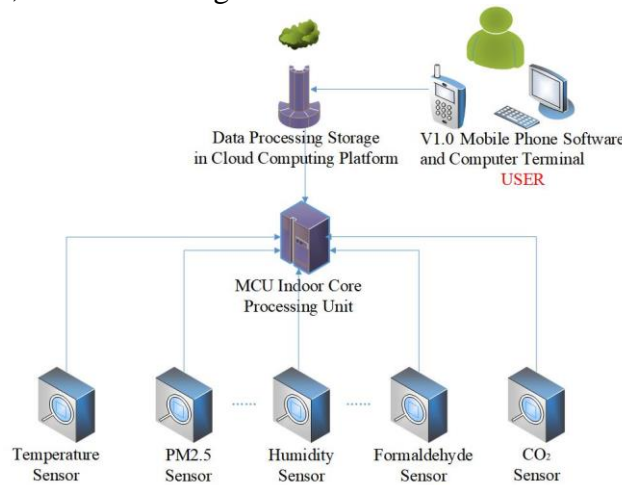 Data Processing Storage
in Cloud Computing Platform
V1.0 Mobile Phone Software
and Computer Terminal
USER
MCU Indoor Core
Processing Unit
Temperature
Sensor
PM2.5
Sensor
......
Humidity
Sensor
......
Formaldehyde
Sensor
CO₂
Sensor